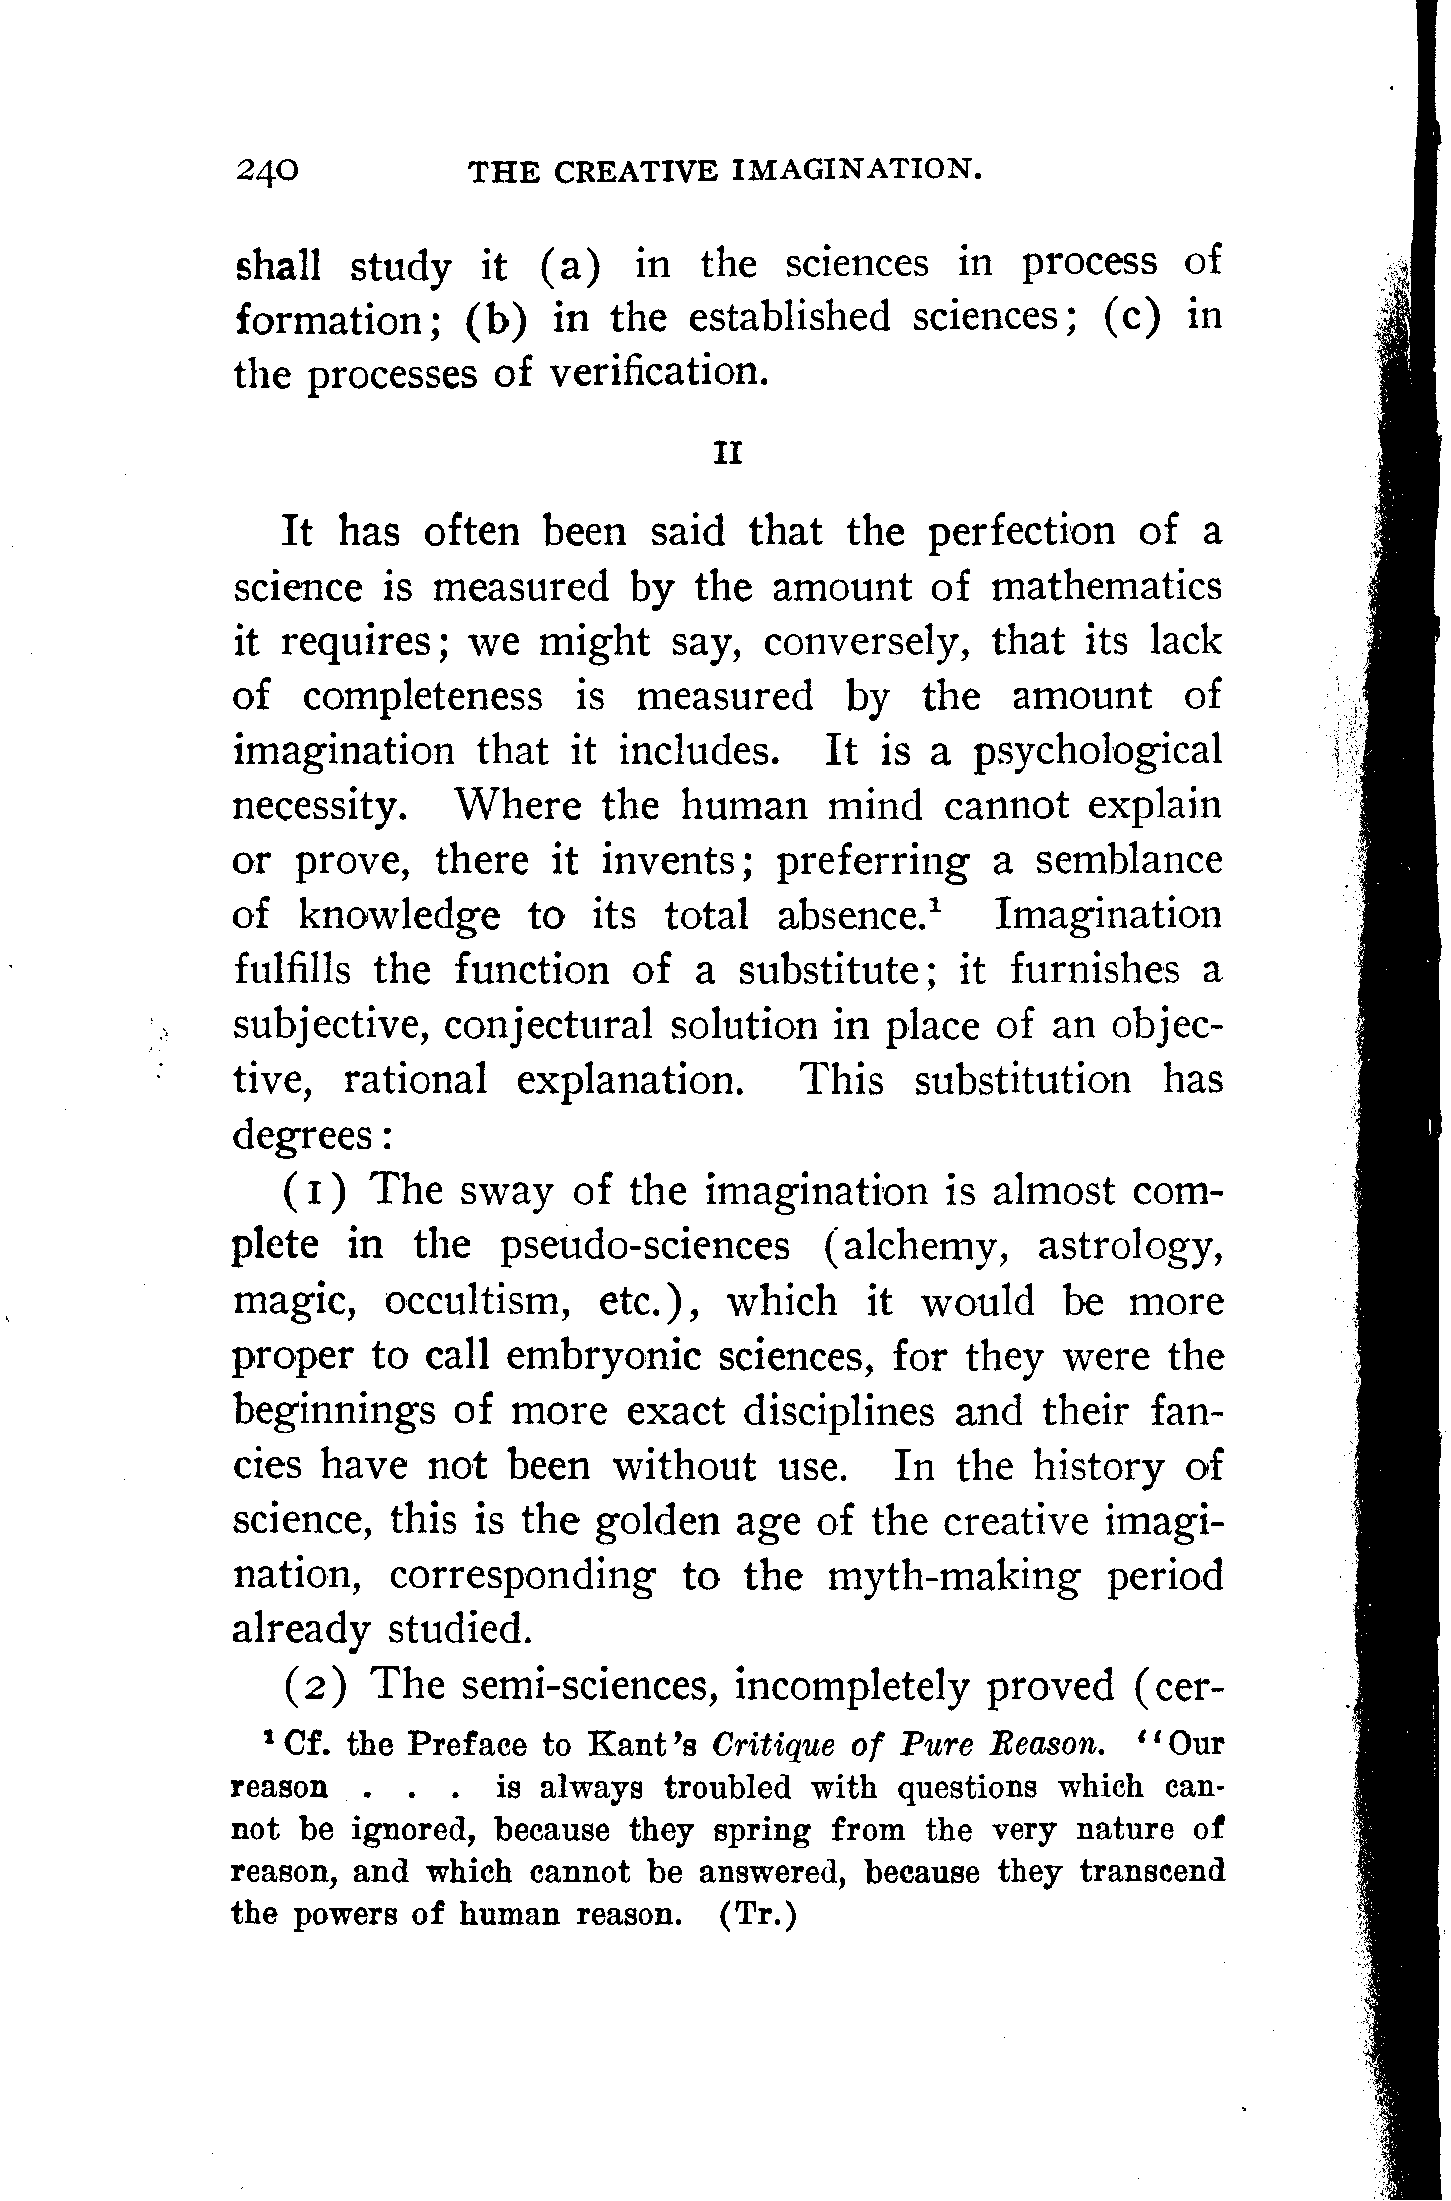 240 THE CREATIVE IMAGINATION.
shall study it (a) in the sciences in process of
formation; (b) in the established sciences; (c) in
the processes of verification.
II
It has often been said that the perfection of a
science is measured by the amount of mathematics
it requires; we might say, conversely, that its lack
of completeness is measured by the amount of
imagination that it includes. It is a psychological
necessity. Where the human mind cannot explain
or prove, there it invents; preferring a semblance
of knowledge to its total absence.¹ Imagination
fulfills the function of a substitute; it furnishes a
subjective, conjectural solution in place of an objec-
tive, rational explanation. This substitution has
degrees:
(1) The sway of the imagination is almost com-
plete in the pseudo-sciences (alchemy, astrology,
magic, occultism, etc.), which it would be more
proper to call embryonic sciences, for they were the
beginnings of more exact disciplines and their fan-
cies have not been without use. In the history of
science, this is the golden age of the creative imagi-
nation, corresponding to the myth-making period
already studied.
(2) The semi-sciences, incompletely proved (cer-
¹ Cf. the Preface to Kant's Critique of Pure Reason. "Our
reason . . . is always troubled with questions which can-
not be ignored, because they spring from the very nature of
reason, and which cannot be answered, because they transcend
the powers of human reason. (Tr.)